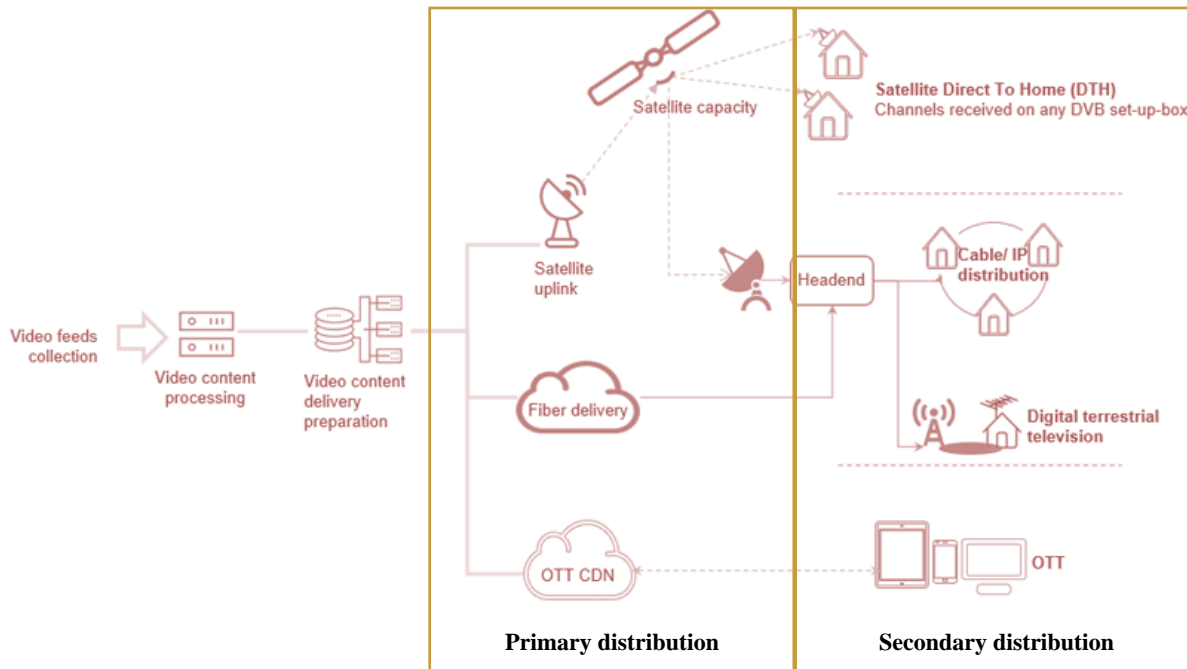 Satellite capacity
Satellite Direct To Home (DTH)
Channels received on any DVB set-up-box
Satellite
uplink
Headend
Cable/ IP
distribution
Video feeds
collection
Video content
processing
Video content
delivery
preparation
Fiber delivery
Digital terrestrial
television
OTT CDN
OTT
Primary distribution
Secondary distribution